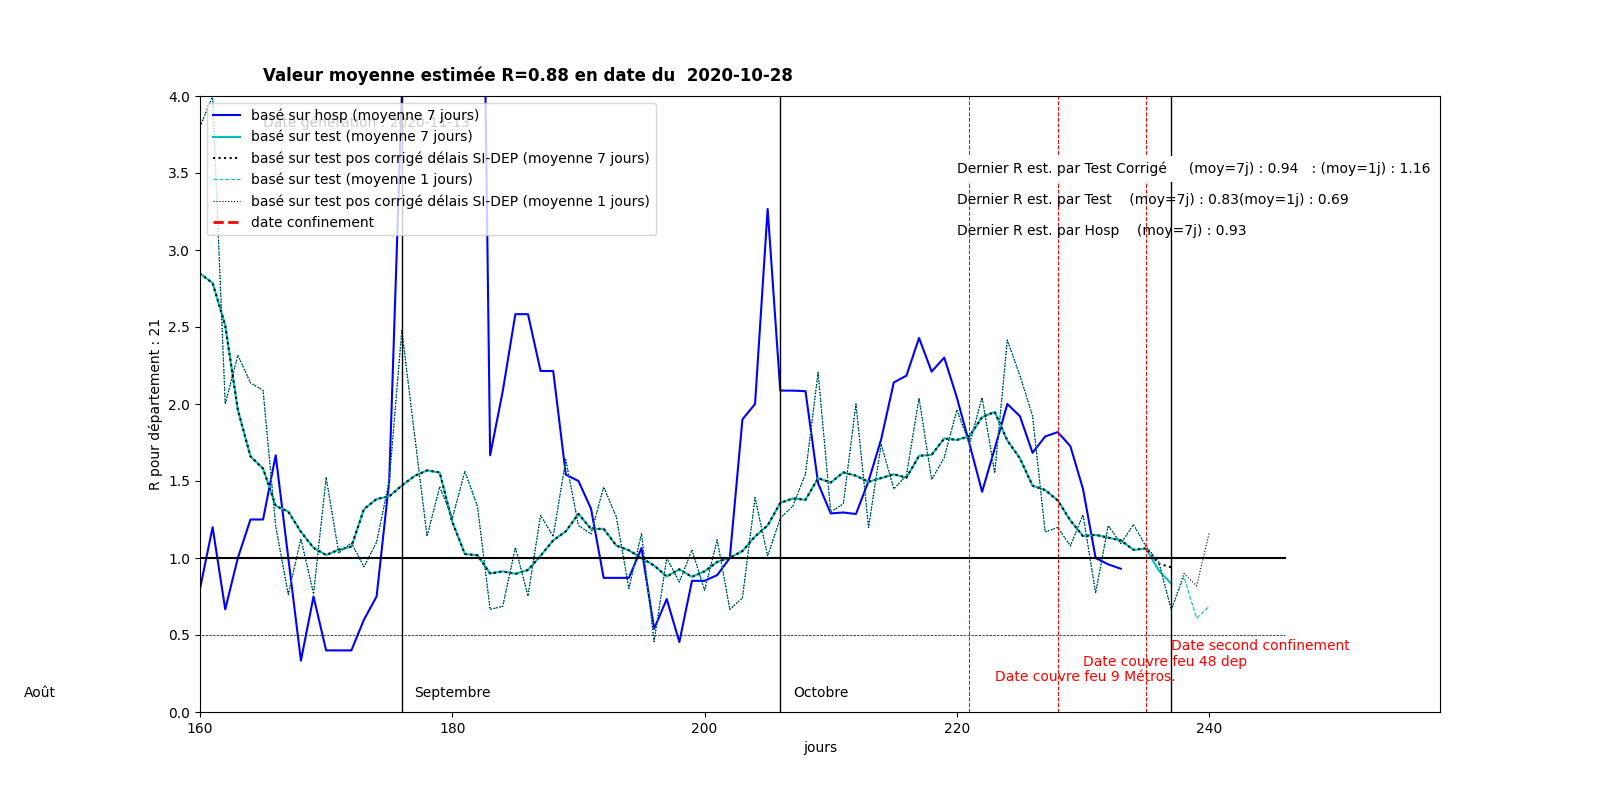 Valeur moyenne estimée R=0.88 en date du  2020-10-28
Date génération : 2020-11-13
basé sur hosp (moyenne 7 jours)
basé sur test (moyenne 7 jours)
basé sur test pos corrigé délais SI-DEP (moyenne 7 jours)
basé sur test (moyenne 1 jours)
basé sur test pos corrigé délais SI-DEP (moyenne 1 jours)
date confinement
Dernier R est. par Test Corrigé (moy=7j) : 0.94 : (moy=1j) : 1.16
Dernier R est. par Test (moy=7j) : 0.83(moy=1j) : 0.69
Dernier R est. par Hosp (moy=7j) : 0.93
4.0
3.5
3.0
2.5
2.0
1.5
1.0
0.5
0.0
R pour département : 21
Date second confinement
Date couvre feu 48 dep
Date couvre feu 9 Métros.
Août
Septembre
Octobre
160
180
200
220
240
jours